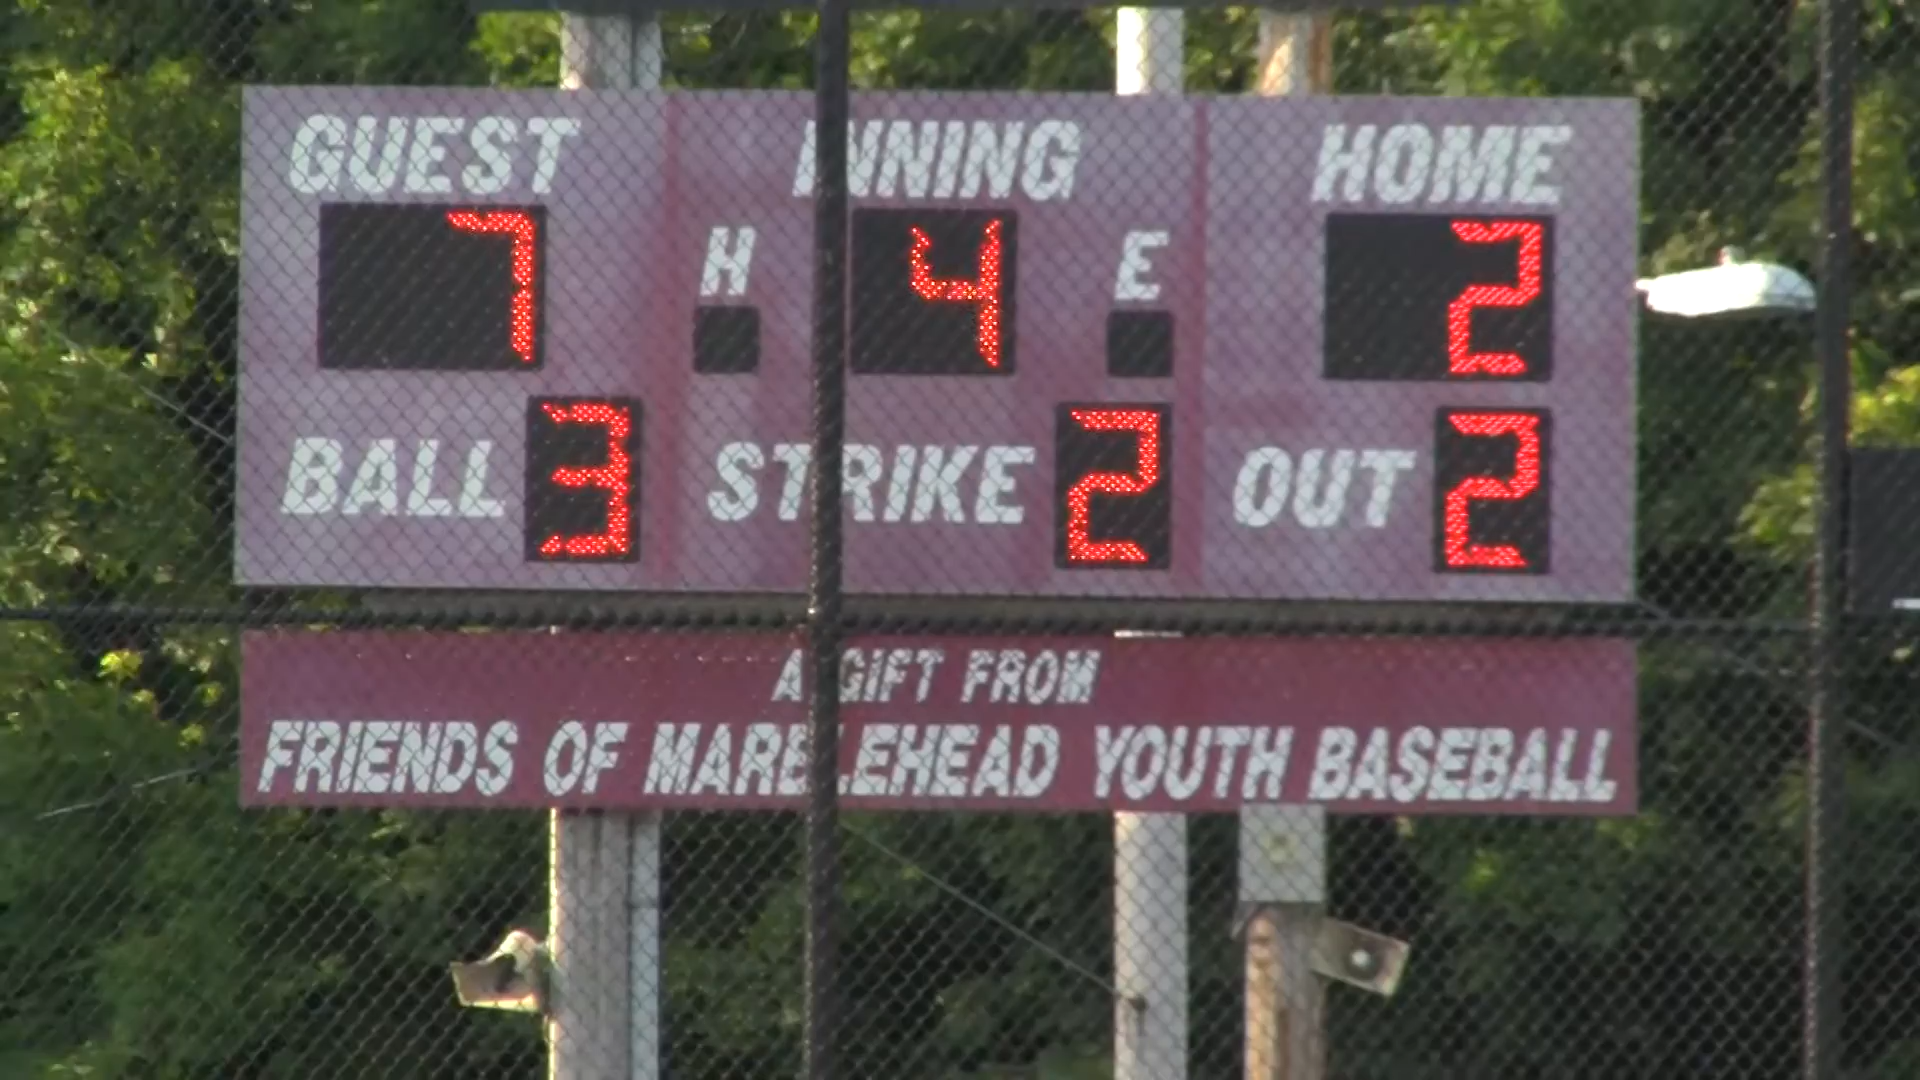 GUEST INNING HOME
7 H 4 E 2
BALL 3 STRIKE 2 OUT 2
A GIFT FROM
FRIENDS OF MARBLEHEAD YOUTH BASEBALL